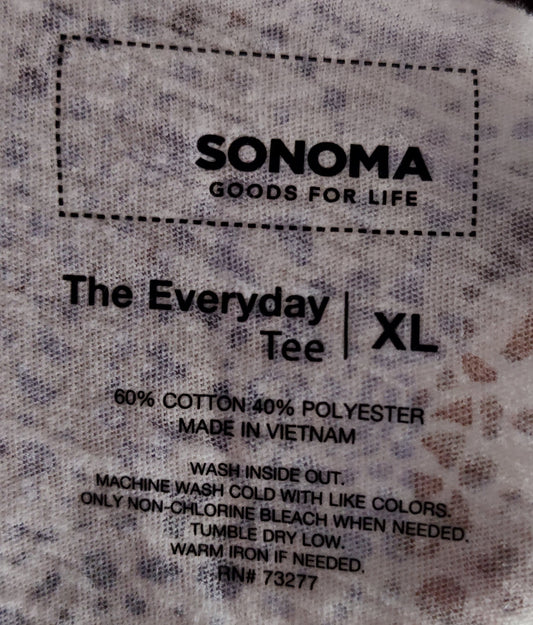 SONOMA
GOODS FOR LIFE
The Everyday
Tee
XL
60% COTTON 40% POLYESTER
MADE IN VIETNAM
WASH INSIDE OUT.
MACHINE WASH COLD WITH LIKE COLORS.
ONLY NON-CHLORINE BLEACH WHEN NEEDED.
TUMBLE DRY LOW.
WARM IRON IF NEEDED.
RN# 73277